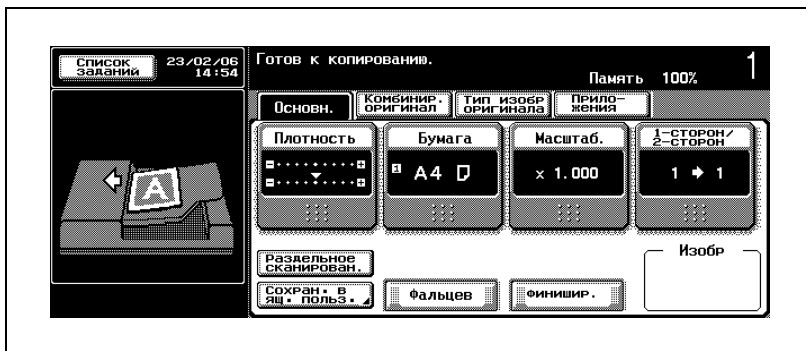 Список
заданий
23/02/06
14:54
Готов к копированию.
Память 100%
1
Основн.
Комбинир.
оригинал
Тип изобр
оригинала
Прило-
жения
Плотность
Бумага
Масштаб.
1-сторон/
2-сторон
1 A4
× 1.000
1 → 1
Раздельное
сканирован.
Сохран. в
ящ. польз.
Фальцев
Финишир.
Изобр